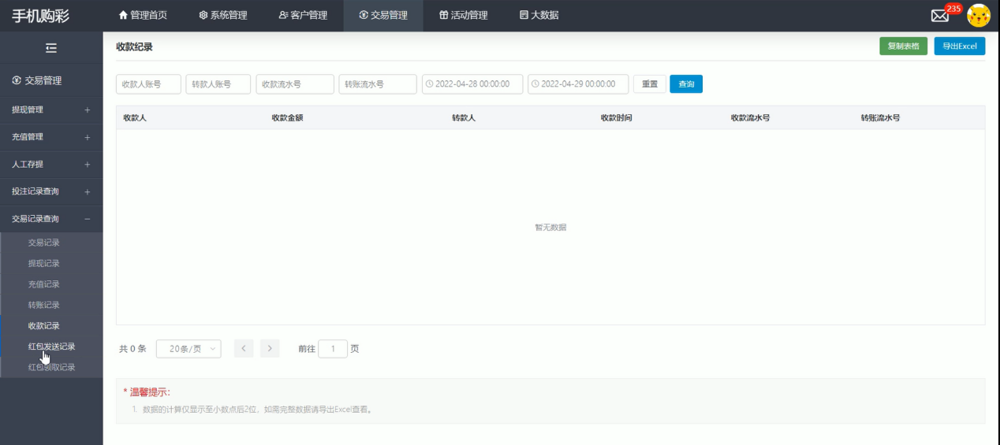 手机购彩
管理首页 系统管理 客户管理 交易管理 活动管理 大数据 235
交易管理
提现管理 +
充值管理 +
人工存提 +
投注记录查询 +
交易记录查询 −
交易记录
提现记录
充值记录
转账记录
收款记录
红包发送记录
红包领取记录
收款纪录 复制表格 导出Excel
收款人账号 转款人账号 收款流水号 转账流水号 2022-04-28 00:00:00 2022-04-29 00:00:00 重置 查询
收款人 收款金额 转款人 收款时间 收款流水号 转账流水号
暂无数据
共 0 条 20条/页 < > 前往 1 页
* 温馨提示:
1. 数据的计算仅显示至小数点后2位，如需完整数据请导出Excel查看。